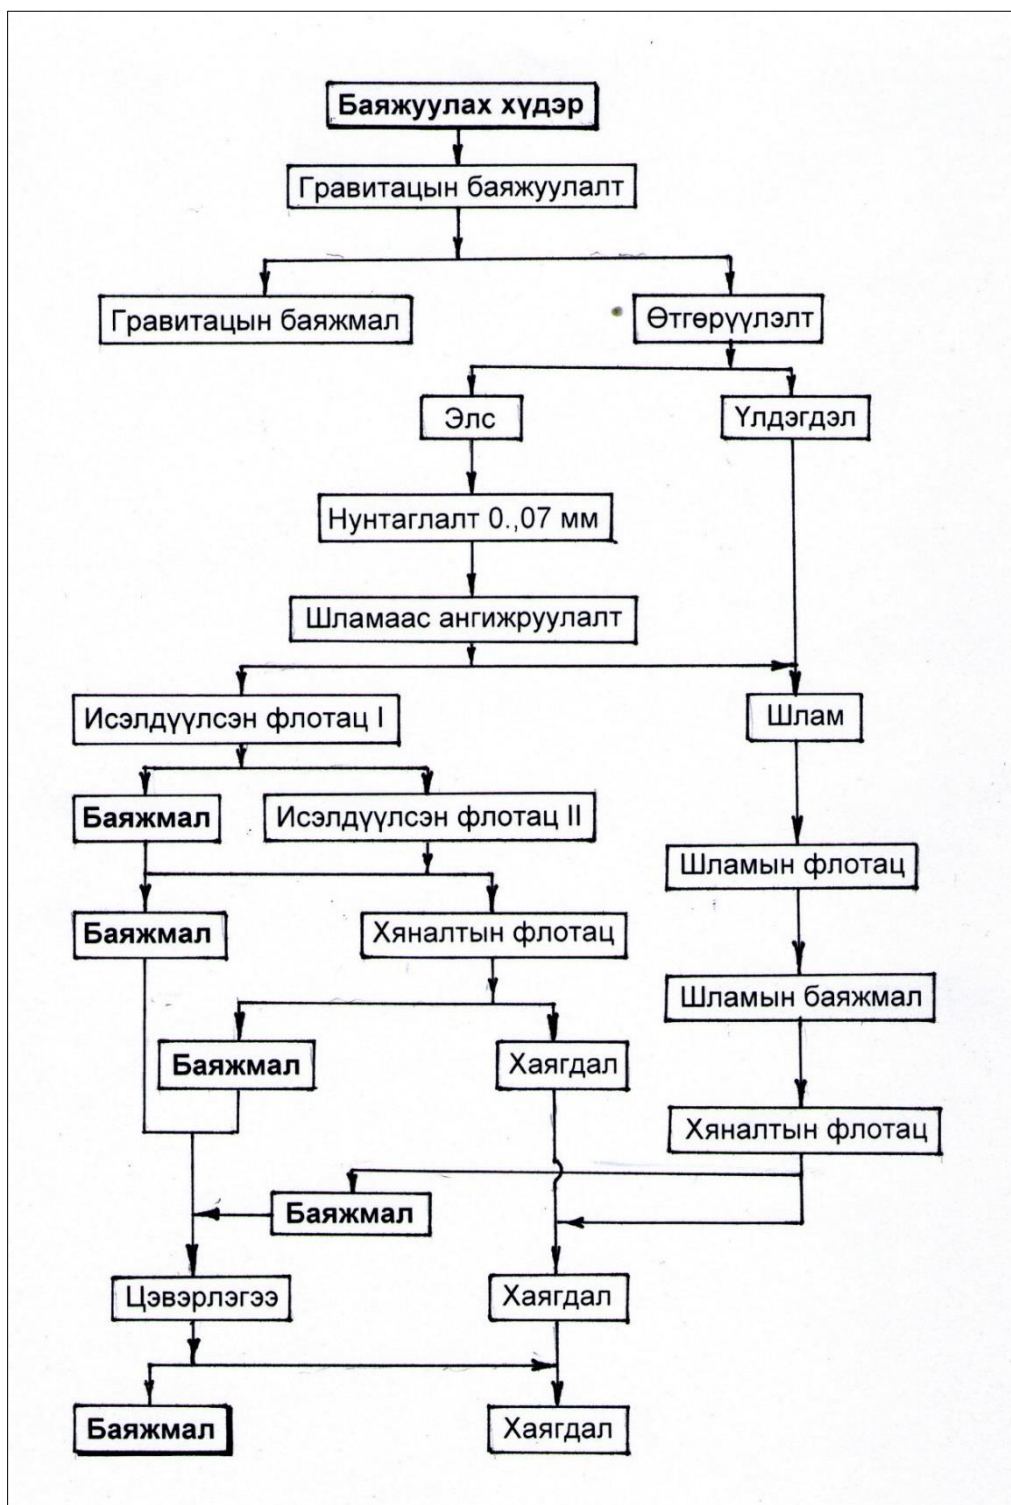 Баяжуулах хүдэр
Гравитацын баяжуулалт
Гравитацын баяжмал
Өтгөрүүлэлт
Элс
Үлдэгдэл
Нунтаглалт 0.,07 мм
Шламаас ангижруулалт
Исэлдүүлсэн флотац I
Шлам
Баяжмал
Исэлдүүлсэн флотац II
Шламын флотац
Баяжмал
Хяналтын флотац
Шламын баяжмал
Баяжмал
Хаягдал
Хяналтын флотац
Баяжмал
Цэвэрлэгээ
Хаягдал
Баяжмал
Хаягдал